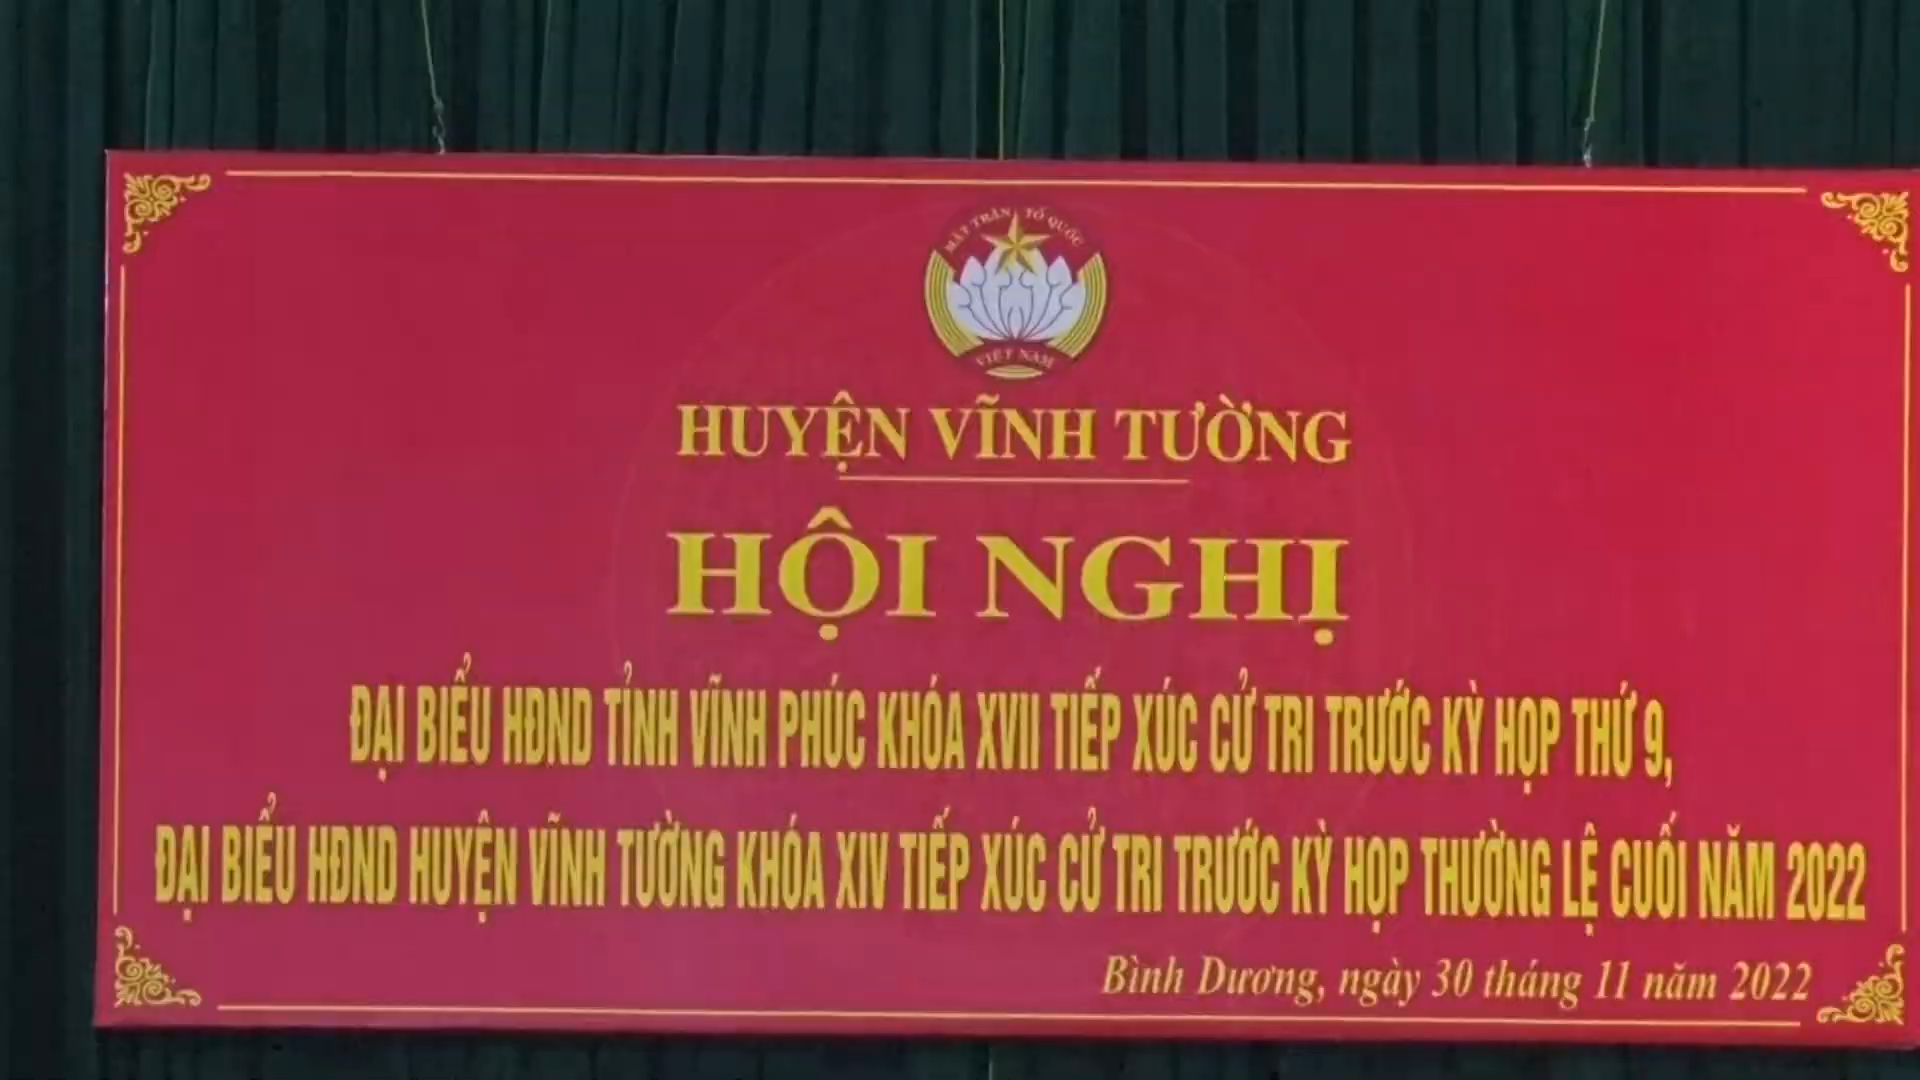 MẶT TRẬN TỔ QUỐC
VIỆT NAM
HUYỆN VĨNH TƯỜNG
HỘI NGHỊ
ĐẠI BIỂU HĐND TỈNH VĨNH PHÚC KHÓA XVII TIẾP XÚC CỬ TRI TRƯỚC KỲ HỌP THỨ 9,
ĐẠI BIỂU HĐND HUYỆN VĨNH TƯỜNG KHÓA XIV TIẾP XÚC CỬ TRI TRƯỚC KỲ HỌP THƯỜNG LỆ CUỐI NĂM 2022
Bình Dương, ngày 30 tháng 11 năm 2022